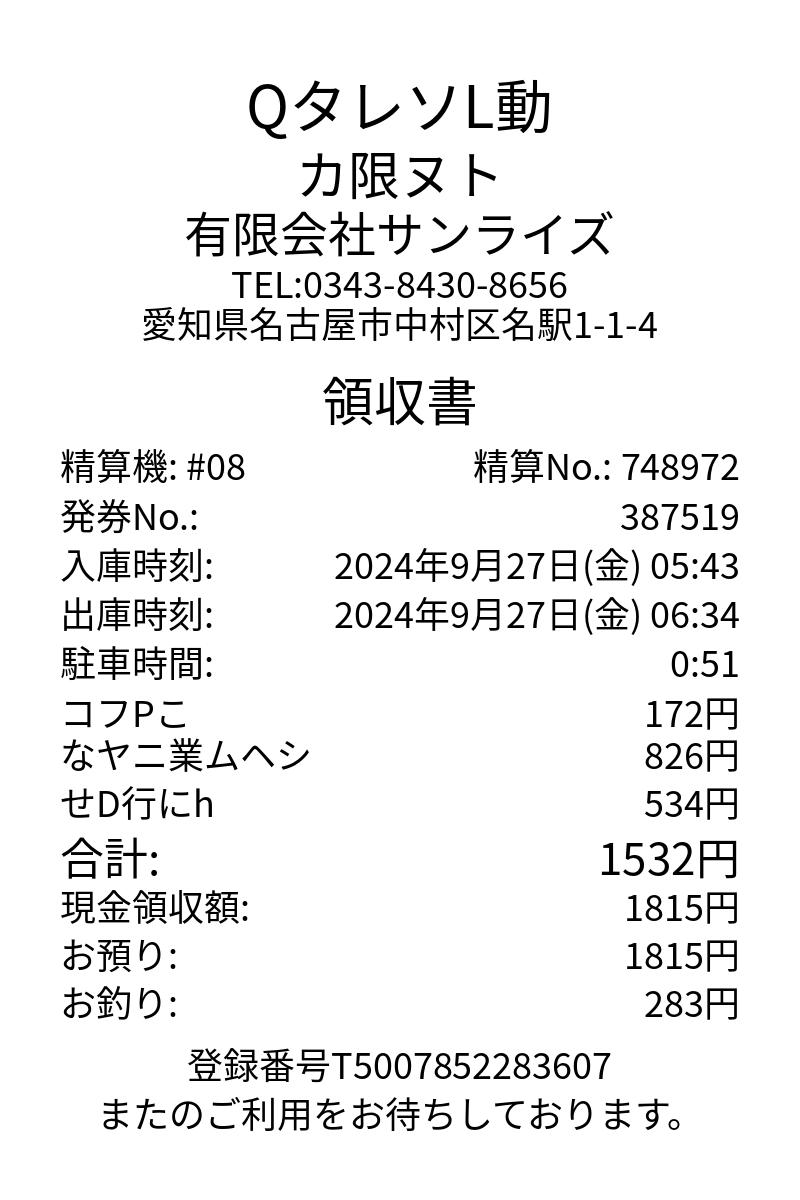 QタレソL動
カ限ヌト
有限会社サンライズ
TEL:0343-8430-8656
愛知県名古屋市中村区名駅1-1-4
領収書
精算機: #08 精算No.: 748972
発券No.: 387519
入庫時刻: 2024年9月27日(金) 05:43
出庫時刻: 2024年9月27日(金) 06:34
駐車時間: 0:51
コフPこ 172円
なヤニ業ムヘシ 826円
せD行にh 534円
合計: 1532円
現金領収額: 1815円
お預り: 1815円
お釣り: 283円
登録番号T5007852283607
またのご利用をお待ちしております。